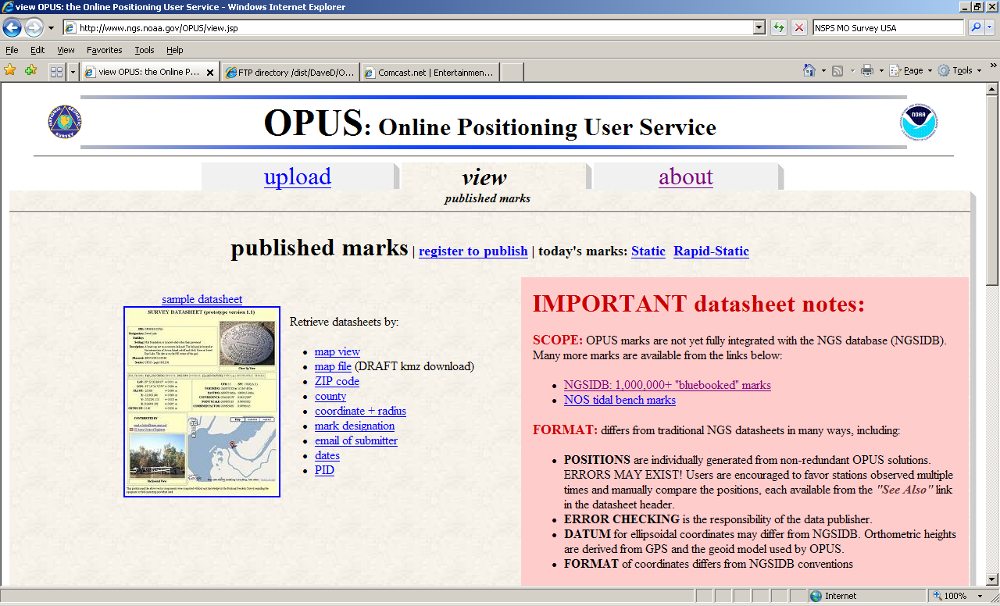 view OPUS: the Online Positioning User Service - Windows Internet Explorer
http://www.ngs.noaa.gov/OPUS/view.jsp
NSPS MO Survey USA
File Edit View Favorites Tools Help
view OPUS: the Online P...
FTP directory /dist/DaveD/O...
Comcast.net | Entertainmen...
Page
Tools
OPUS: Online Positioning User Service
NOAA
upload
view
published marks
about
published marks | register to publish | today's marks: Static Rapid-Static
sample datasheet
SURVEY DATASHEET (prototype version 1.1)
Retrieve datasheets by:
map view
map file (DRAFT kmz download)
ZIP code
county
coordinate + radius
mark designation
email of submitter
dates
PID
IMPORTANT datasheet notes:
SCOPE: OPUS marks are not yet fully integrated with the NGS database (NGSIDB).
Many more marks are available from the links below:
NGSIDB: 1,000,000+ "bluebooked" marks
NOS tidal bench marks
FORMAT: differs from traditional NGS datasheets in many ways, including:
POSITIONS are individually generated from non-redundant OPUS solutions.
ERRORS MAY EXIST! Users are encouraged to favor stations observed multiple
times and manually compare the positions, each available from the "See Also" link
in the datasheet header.
ERROR CHECKING is the responsibility of the data publisher.
DATUM for ellipsoidal coordinates may differ from NGSIDB. Orthometric heights
are derived from GPS and the geoid model used by OPUS.
FORMAT of coordinates differs from NGSIDB conventions
Internet
100%